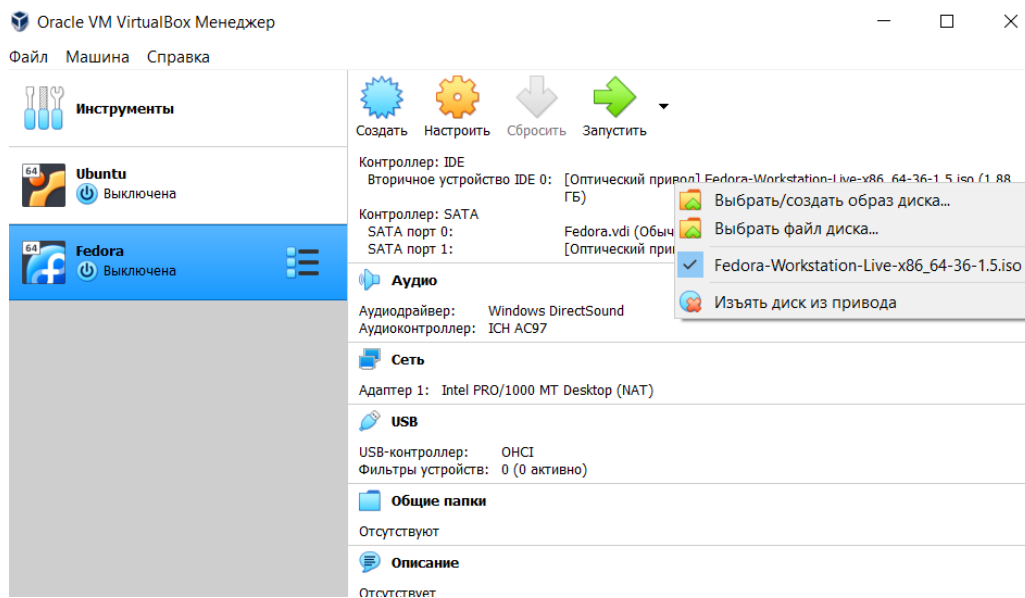 Oracle VM VirtualBox Менеджер
Файл Машина Справка
Инструменты
64
Ubuntu
Выключена
64
Fedora
Выключена
Создать Настроить Сбросить Запустить
Контроллер: IDE
Вторичное устройство IDE 0: [Оптический привод] Fedora-Workstation-Live-x86_64-36-1.5.iso (1,88
ГБ)
Контроллер: SATA
SATA порт 0: Fedora.vdi (Обыч
SATA порт 1: [Оптический при
Выбрать/создать образ диска...
Выбрать файл диска...
Fedora-Workstation-Live-x86_64-36-1.5.iso
Изъять диск из привода
Аудио
Аудиодрайвер: Windows DirectSound
Аудиоконтроллер: ICH AC97
Сеть
Адаптер 1: Intel PRO/1000 MT Desktop (NAT)
USB
USB-контроллер: OHCI
Фильтры устройств: 0 (0 активно)
Общие папки
Отсутствуют
Описание
Отсутствует